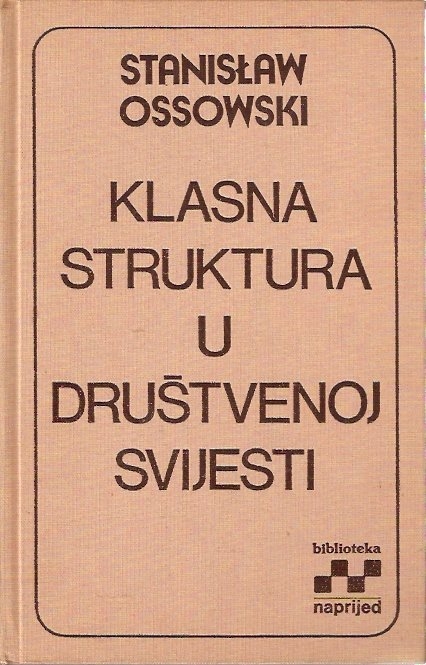 STANISŁAW
OSSOWSKI
KLASNA
STRUKTURA
U
DRUŠTVENOJ
SVIJESTI
biblioteka
naprijed